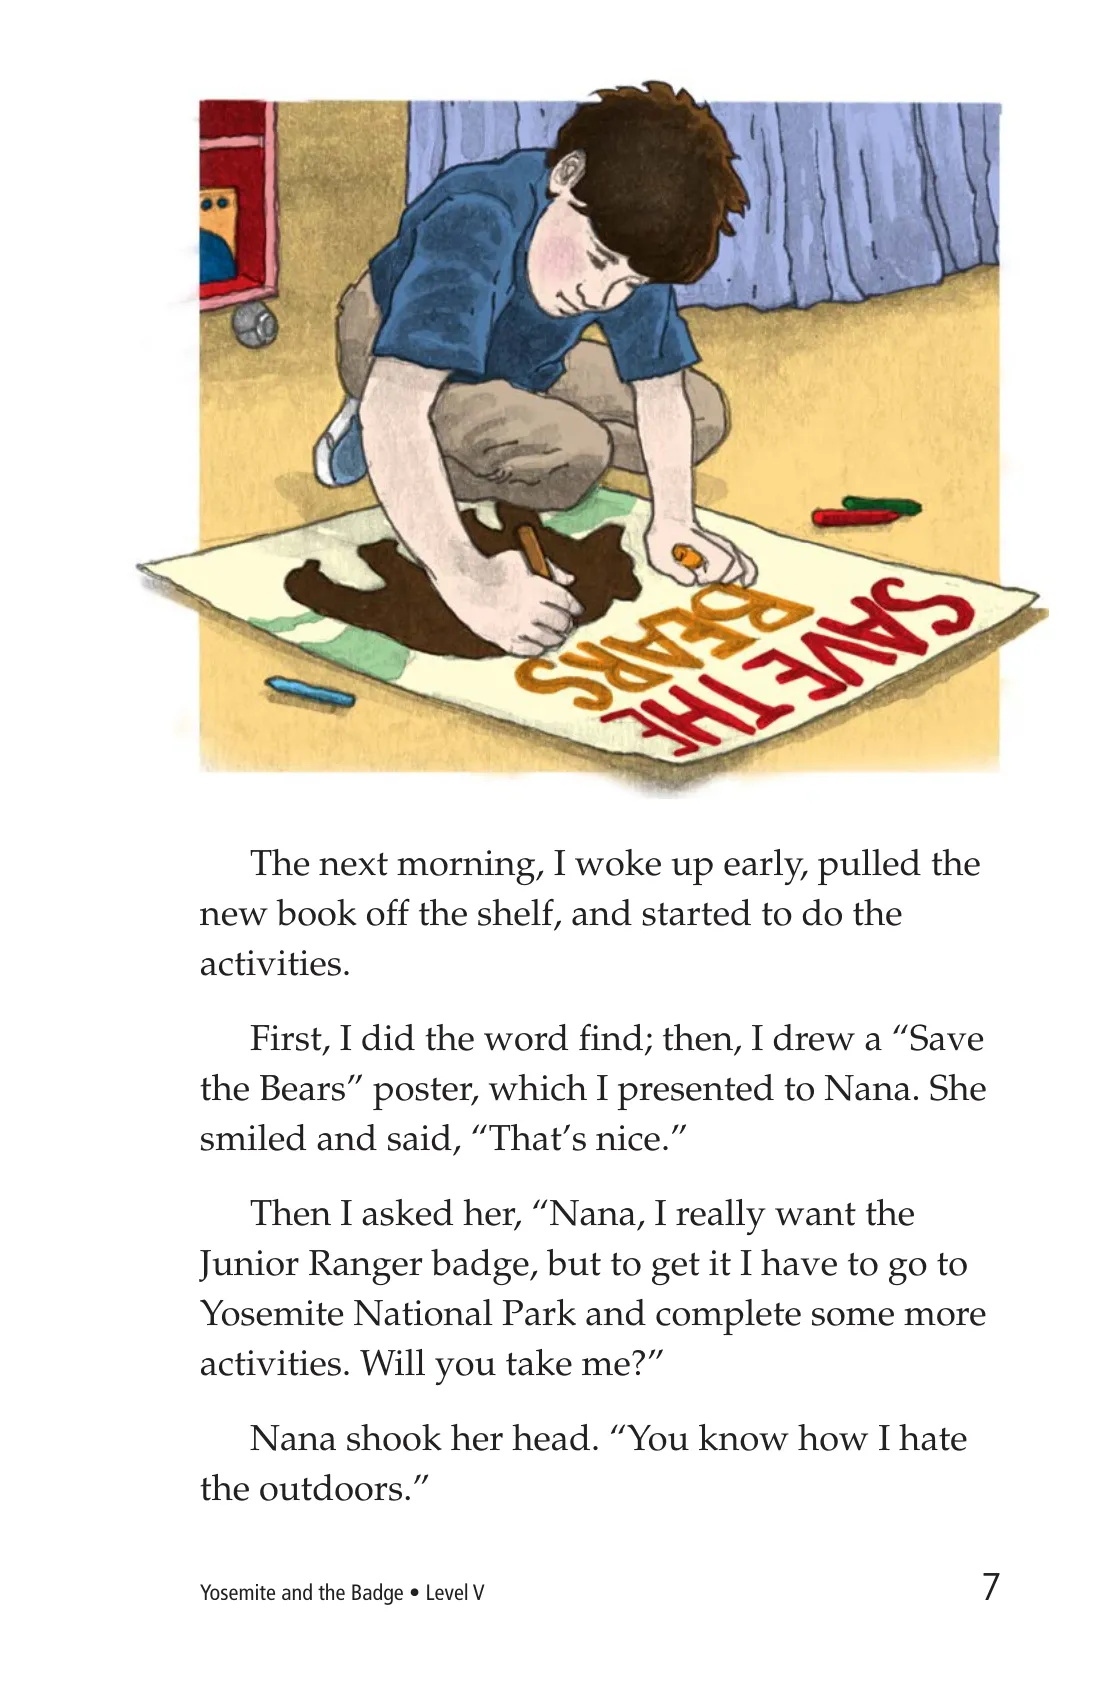 SAVE THE
BEARS
The next morning, I woke up early, pulled the
new book off the shelf, and started to do the
activities.
First, I did the word find; then, I drew a “Save
the Bears” poster, which I presented to Nana. She
smiled and said, “That’s nice.”
Then I asked her, “Nana, I really want the
Junior Ranger badge, but to get it I have to go to
Yosemite National Park and complete some more
activities. Will you take me?”
Nana shook her head. “You know how I hate
the outdoors.”
Yosemite and the Badge • Level V
7